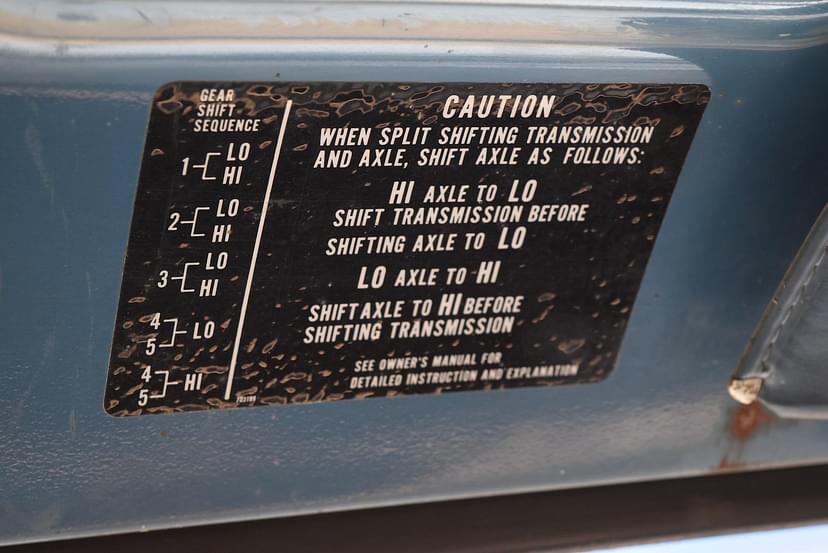 GEAR
SHIFT
SEQUENCE
1 LO
HI
2 LO
HI
3 LO
HI
4
5 LO
4
5 HI
CAUTION
WHEN SPLIT SHIFTING TRANSMISSION
AND AXLE, SHIFT AXLE AS FOLLOWS:
HI AXLE TO LO
SHIFT TRANSMISSION BEFORE
SHIFTING AXLE TO LO
LO AXLE TO HI
SHIFT AXLE TO HI BEFORE
SHIFTING TRANSMISSION
SEE OWNER'S MANUAL FOR
DETAILED INSTRUCTION AND EXPLANATION